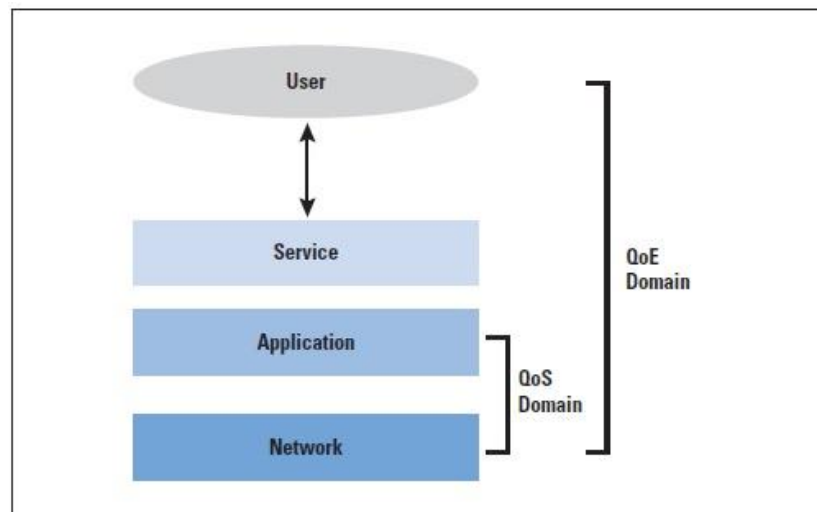 User
Service
QoE
Domain
Application
QoS
Domain
Network